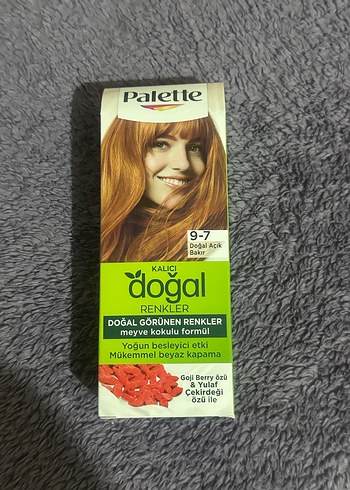 Palette
9-7
Doğal Açık
Bakır
KALICI
doğal
RENKLER
DOĞAL GÖRÜNEN RENKLER
meyve kokulu formül
Yoğun besleyici etki
Mükemmel beyaz kapama
Goji Berry özü
& Yulaf
Çekirdeği
özü ile